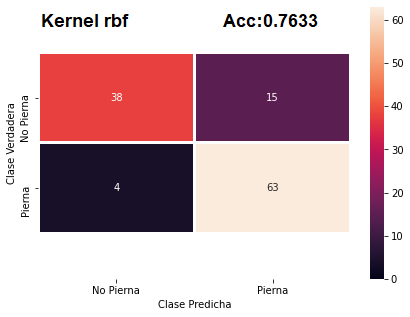 Kernel rbf Acc:0.7633
Clase Verdadera
No Pierna
Pierna
38 15
4 63
No Pierna Pierna
Clase Predicha
60
50
40
30
20
10
0